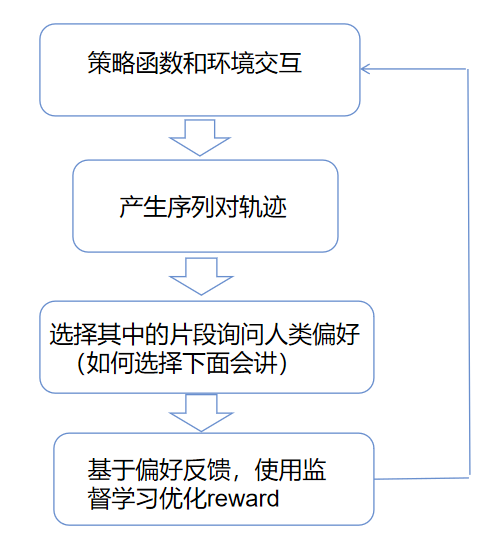 策略函数和环境交互
产生序列对轨迹
选择其中的片段询问人类偏好
（如何选择下面会讲）
基于偏好反馈，使用监
督学习优化reward